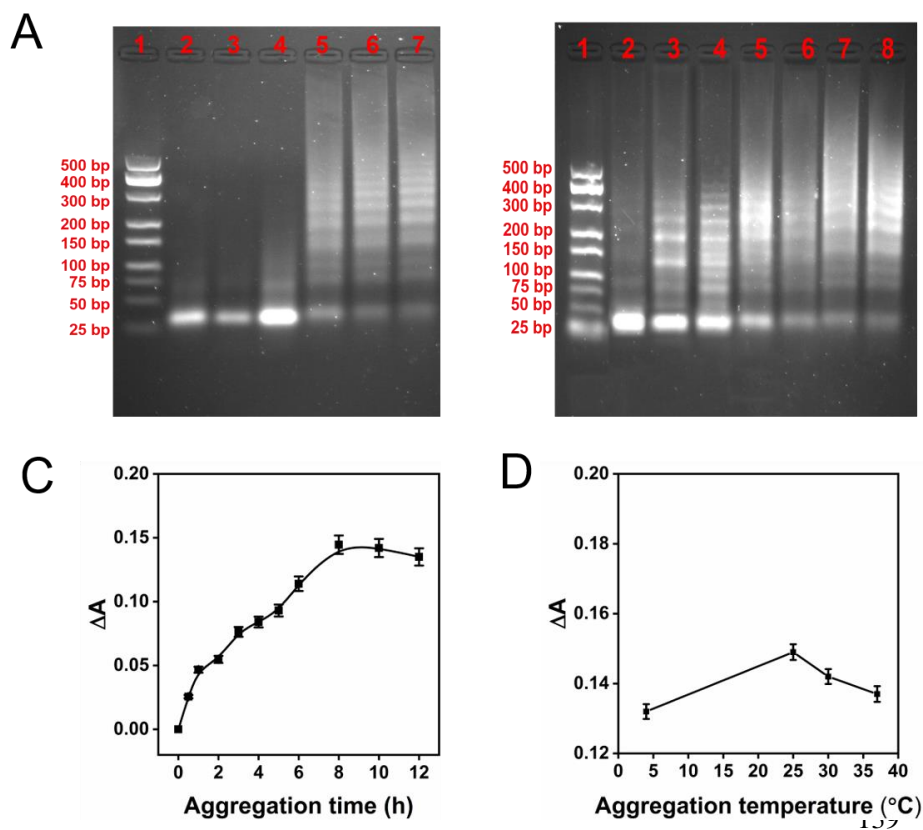 A
1 2 3 4 5 6 7
500 bp
400 bp
300 bp
200 bp
150 bp
100 bp
75 bp
50 bp
25 bp
1 2 3 4 5 6 7 8
500 bp
400 bp
300 bp
200 bp
150 bp
100 bp
75 bp
50 bp
25 bp
C
0.20
0.15
0.10
0.05
0.00
ΔA
0 2 4 6 8 10 12
Aggregation time (h)
D
0.20
0.18
0.16
0.14
0.12
ΔA
0 5 10 15 20 25 30 35 40
Aggregation temperature (°C)